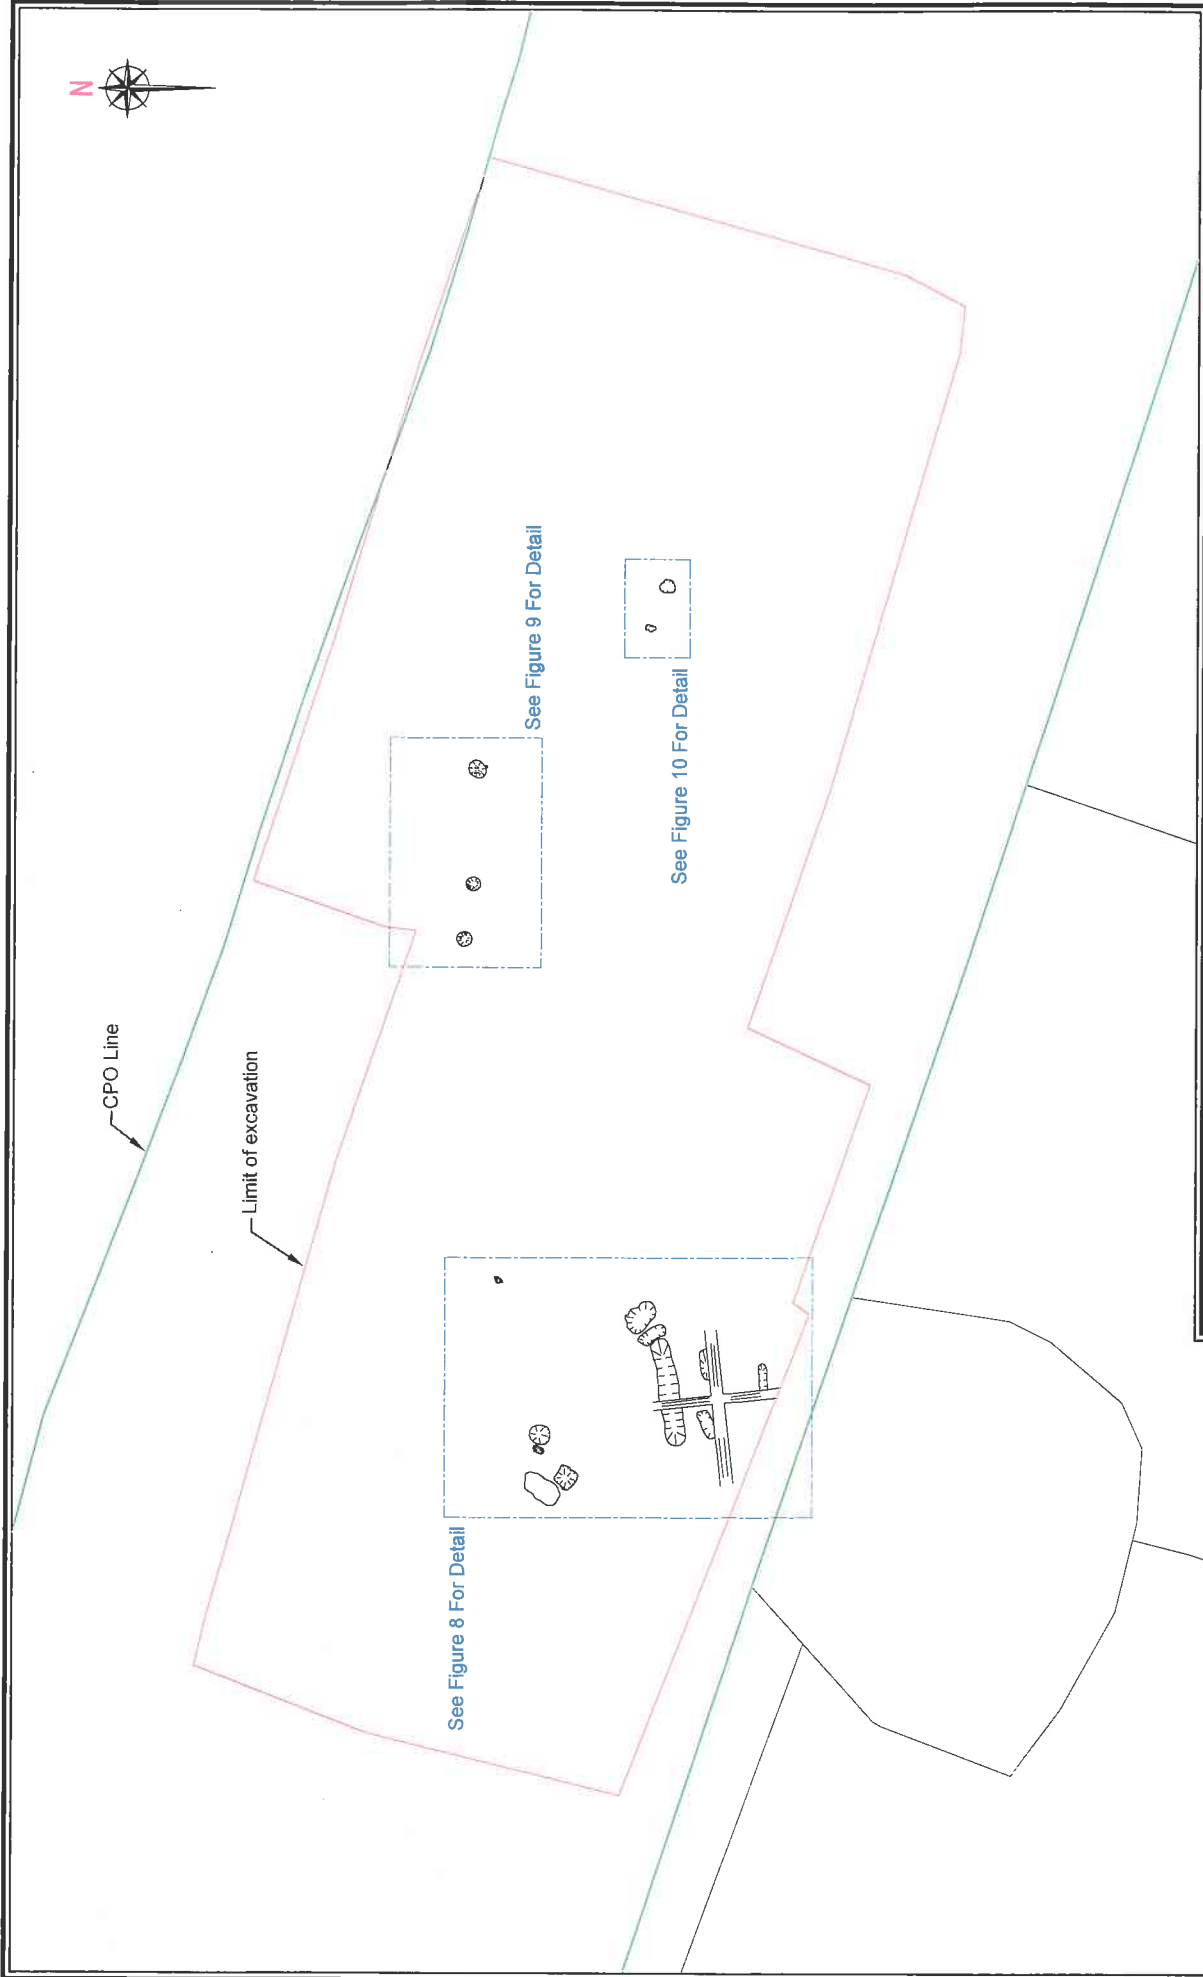 N
CPO Line
Limit of excavation
See Figure 9 For Detail
See Figure 10 For Detail
See Figure 8 For Detail